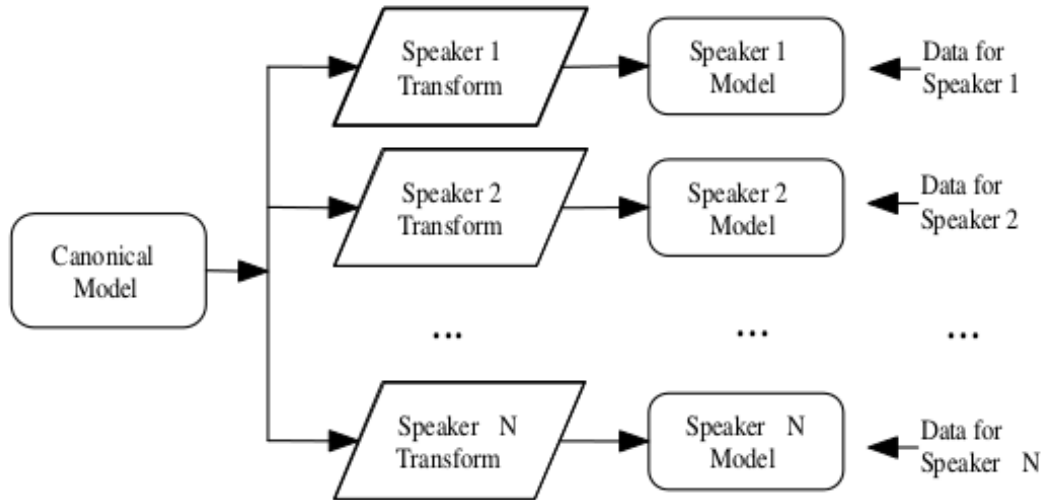 Speaker 1
Transform
Speaker 1
Model
Data for
Speaker 1
Speaker 2
Transform
Speaker 2
Model
Data for
Speaker 2
Canonical
Model
...
...
...
Speaker N
Transform
Speaker N
Model
Data for
Speaker N